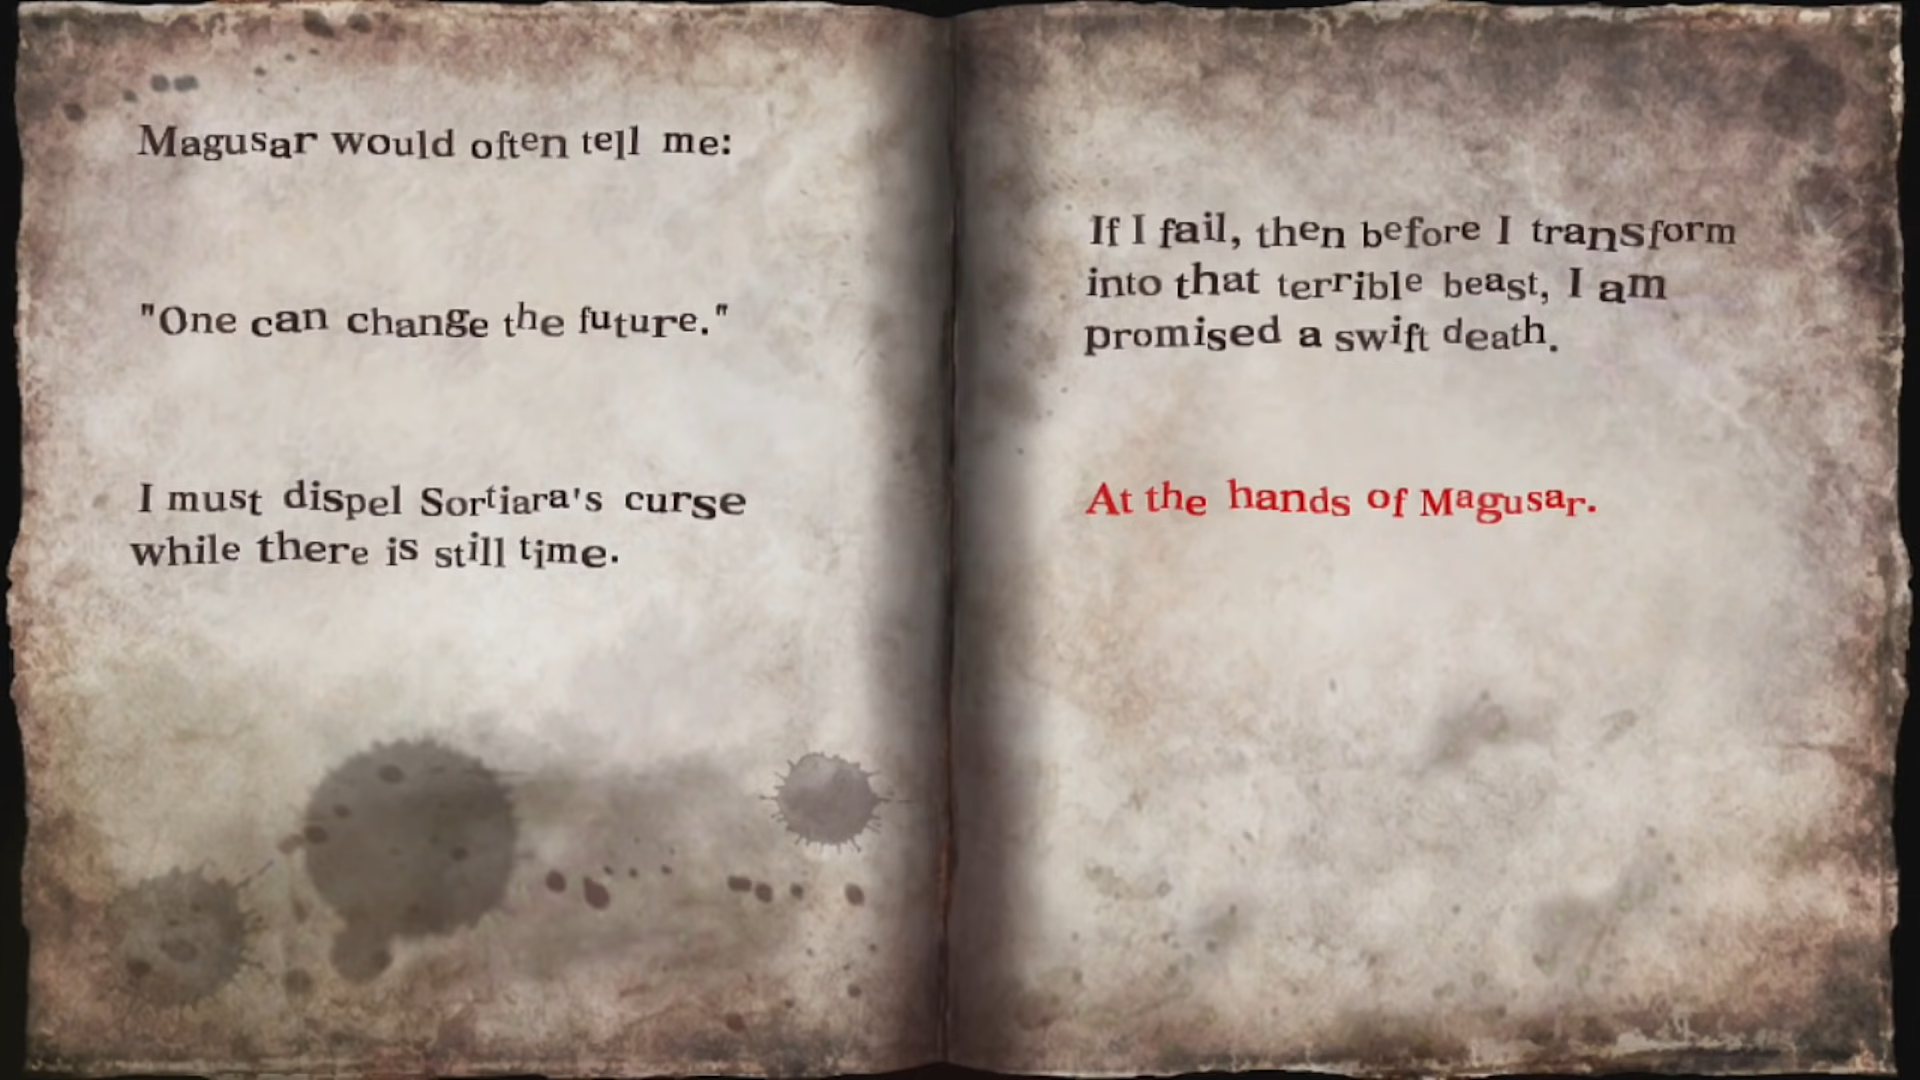 Magusar would often tell me:
"One can change the future."
I must dispel Sortiara's curse
while there is still time.
If I fail, then before I transform
into that terrible beast, I am
promised a swift death.
At the hands of Magusar.